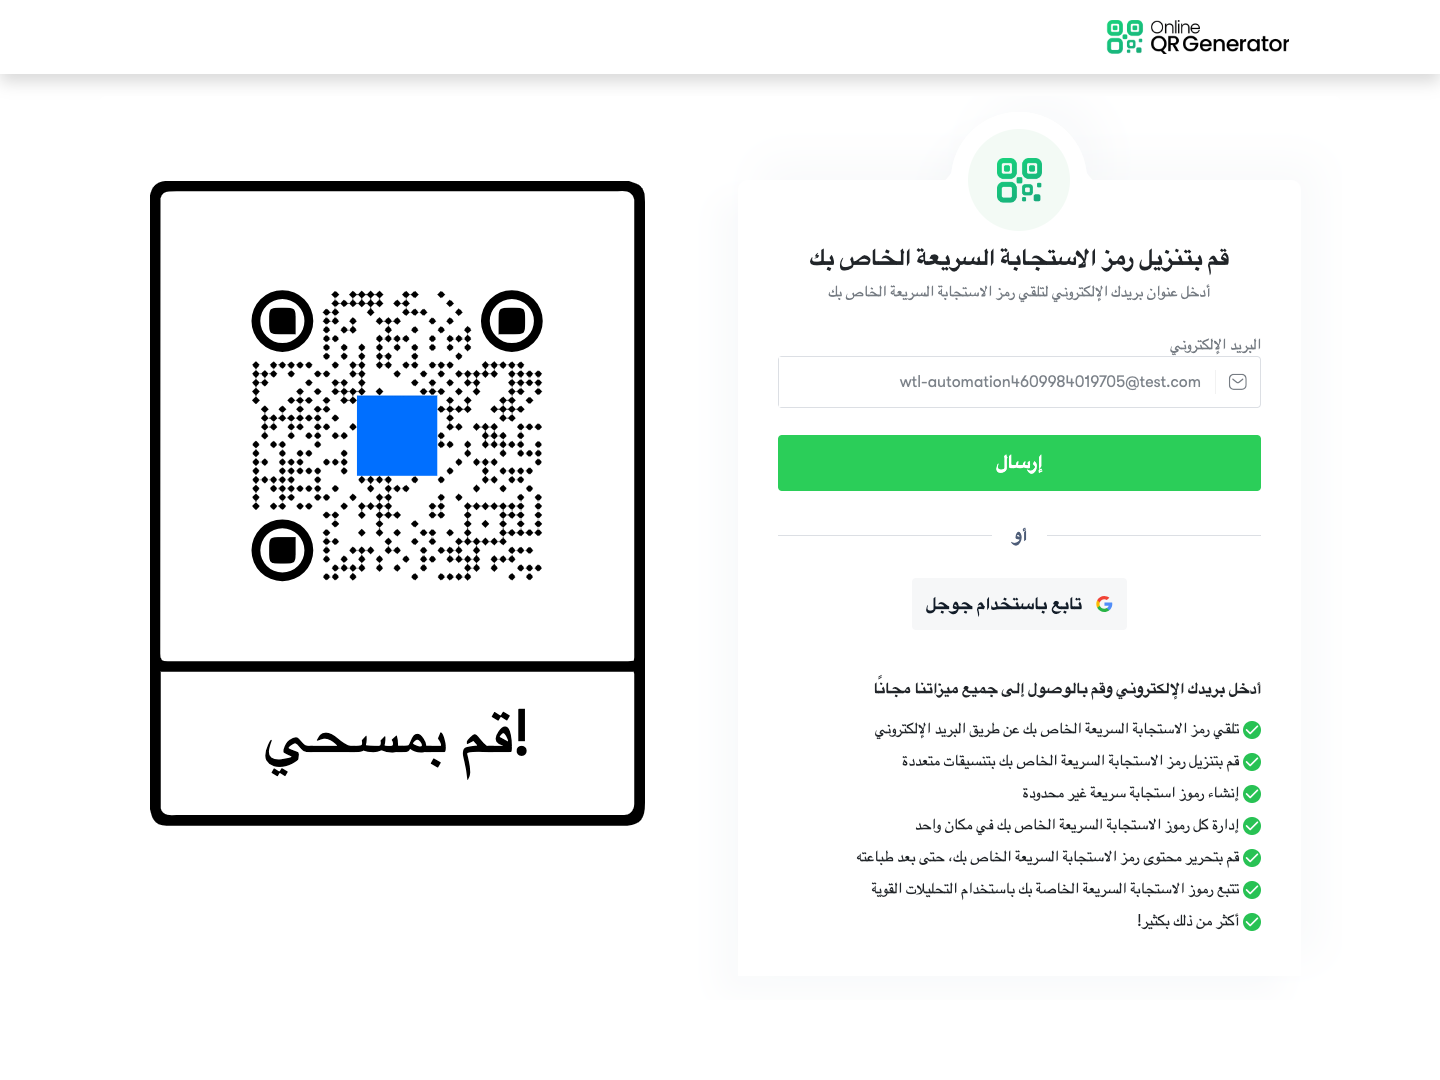 Online
QR Generator
قم بتنزيل رمز الاستجابة السريعة الخاص بك
أدخل عنوان بريدك الإلكتروني لتلقي رمز الاستجابة السريعة الخاص بك
البريد الإلكتروني
wtl-automation4609984019705@test.com
إرسال
أو
تابع باستخدام جوجل
أدخل بريدك الإلكتروني وقم بالوصول إلى جميع ميزاتنا مجانًا
تلقي رمز الاستجابة السريعة الخاص بك عن طريق البريد الإلكتروني
قم بتنزيل رمز الاستجابة السريعة الخاص بك بتنسيقات متعددة
إنشاء رموز استجابة سريعة غير محدودة
إدارة كل رموز الاستجابة السريعة الخاص بك في مكان واحد
قم بتحرير محتوى رمز الاستجابة السريعة الخاص بك، حتى بعد طباعته
تتبع رموز الاستجابة السريعة الخاصة بك باستخدام التحليلات القوية
أكثر من ذلك بكثير!
!قم بمسحي